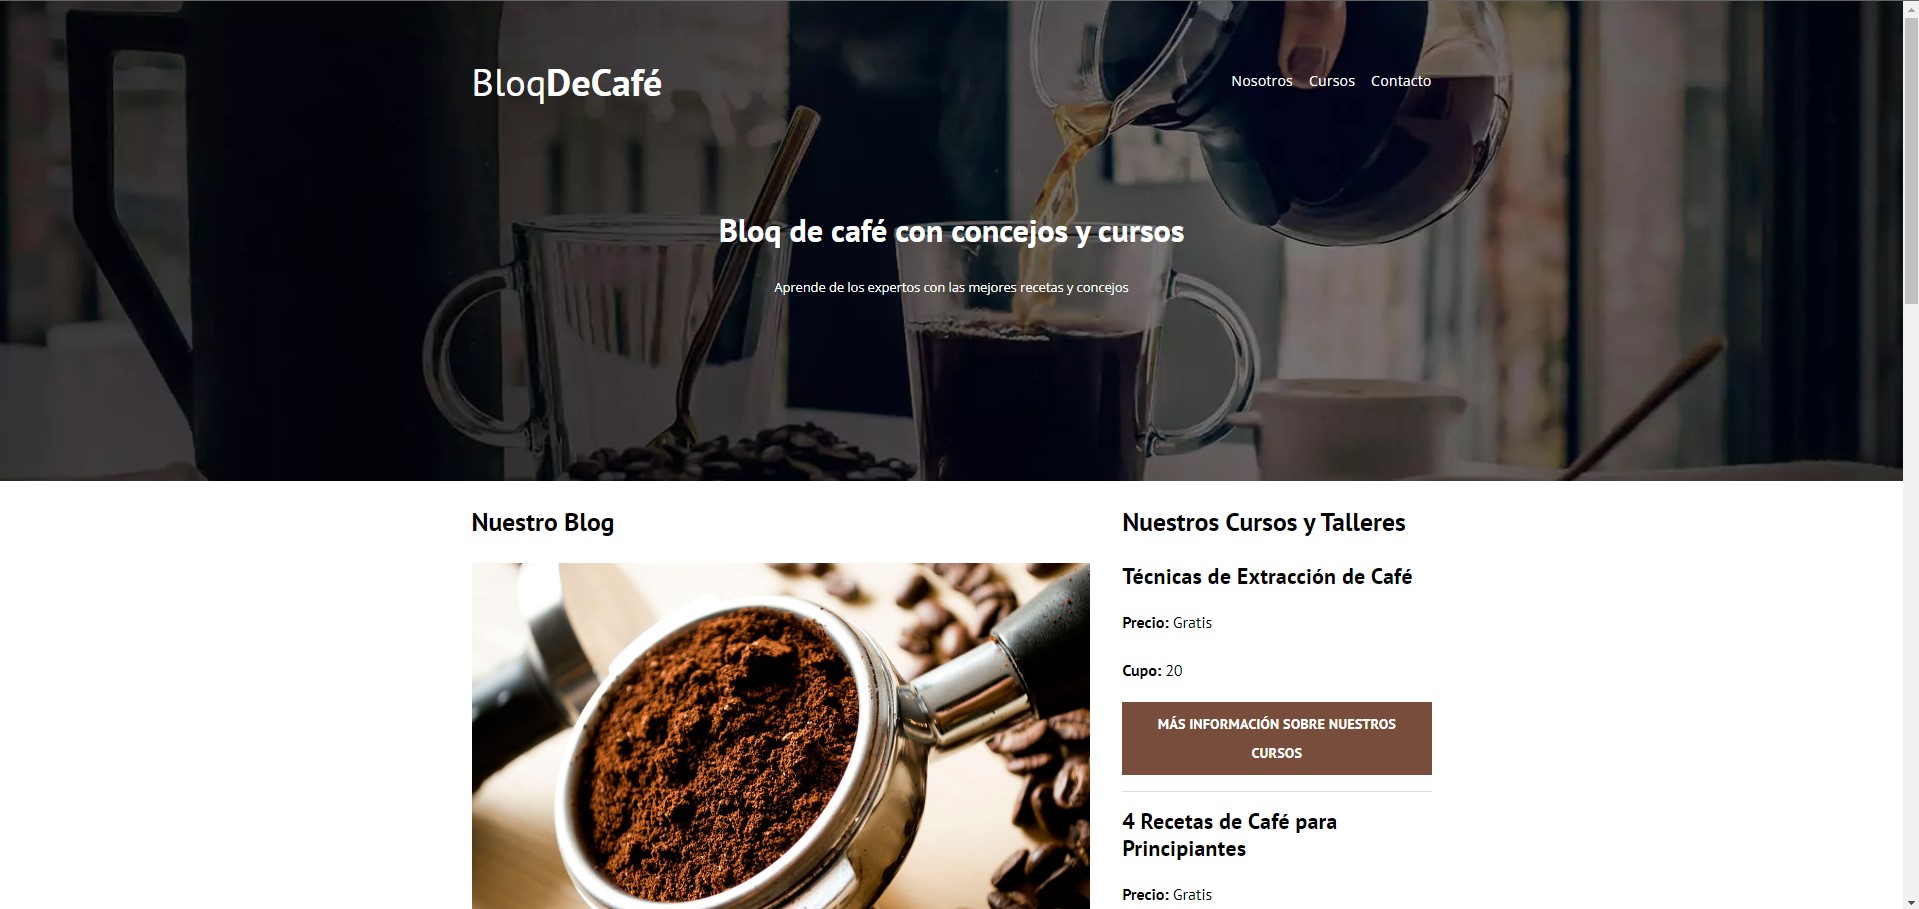 BloqDeCafé
Nosotros Cursos Contacto
Bloq de café con concejos y cursos
Aprende de los expertos con las mejores recetas y concejos
Nuestro Blog
Nuestros Cursos y Talleres
Técnicas de Extracción de Café
Precio: Gratis
Cupo: 20
MÁS INFORMACIÓN SOBRE NUESTROS
CURSOS
4 Recetas de Café para
Principiantes
Precio: Gratis